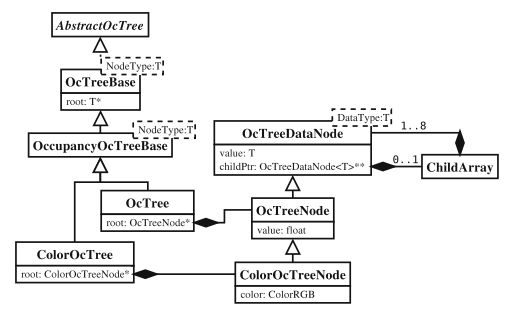 AbstractOcTree
NodeType:T
OcTreeBase
root: T*
NodeType:T
OccupancyOcTreeBase
DataType:T
OcTreeDataNode
value: T
childPtr: OcTreeDataNode<T>**
1..8
0..1
ChildArray
OcTree
root: OcTreeNode*
OcTreeNode
value: float
ColorOcTree
root: ColorOcTreeNode*
ColorOcTreeNode
color: ColorRGB